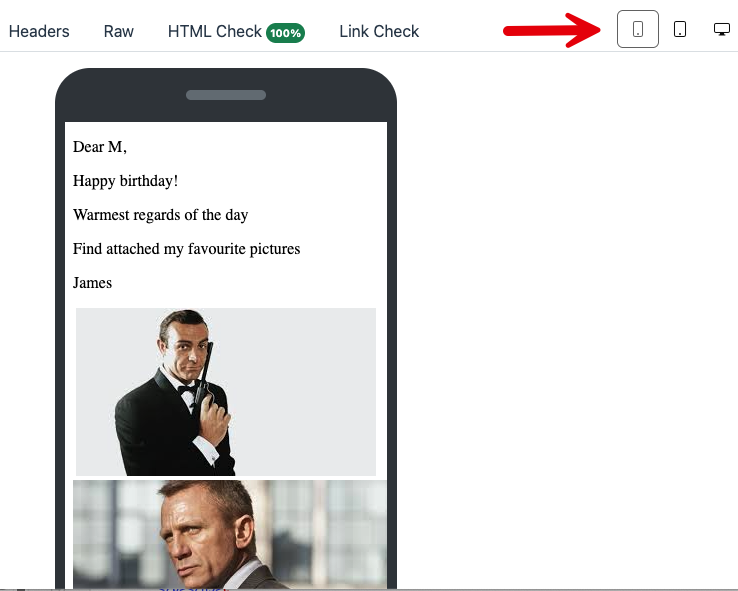 Headers Raw HTML Check 100% Link Check
Dear M,
Happy birthday!
Warmest regards of the day
Find attached my favourite pictures
James